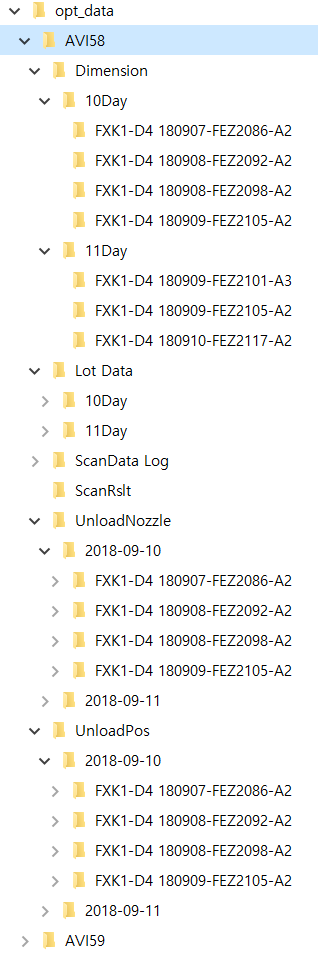 opt_data
AVI58
Dimension
10Day
FXK1-D4 180907-FEZ2086-A2
FXK1-D4 180908-FEZ2092-A2
FXK1-D4 180908-FEZ2098-A2
FXK1-D4 180909-FEZ2105-A2
11Day
FXK1-D4 180909-FEZ2101-A3
FXK1-D4 180909-FEZ2105-A2
FXK1-D4 180910-FEZ2117-A2
Lot Data
10Day
11Day
ScanData Log
ScanRslt
UnloadNozzle
2018-09-10
FXK1-D4 180907-FEZ2086-A2
FXK1-D4 180908-FEZ2092-A2
FXK1-D4 180908-FEZ2098-A2
FXK1-D4 180909-FEZ2105-A2
2018-09-11
UnloadPos
2018-09-10
FXK1-D4 180907-FEZ2086-A2
FXK1-D4 180908-FEZ2092-A2
FXK1-D4 180908-FEZ2098-A2
FXK1-D4 180909-FEZ2105-A2
2018-09-11
AVI59